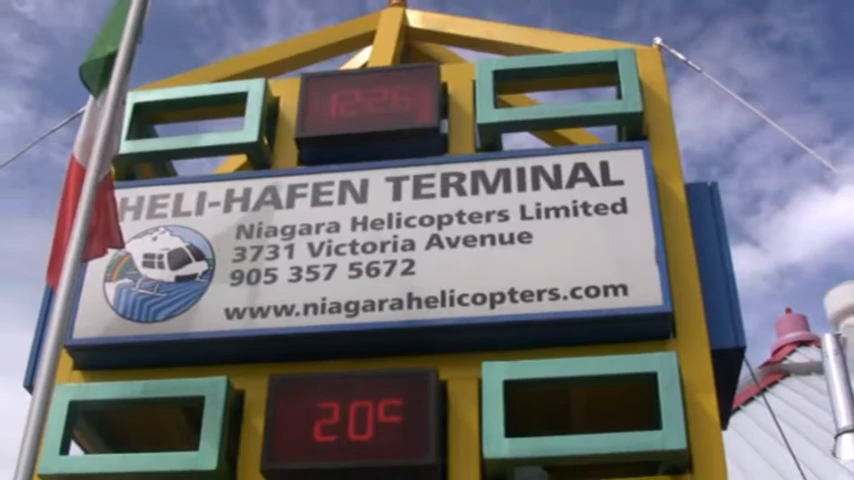 12:26
HELI-HAFEN TERMINAL
Niagara Helicopters Limited
3731 Victoria Avenue
905 357 5672
www.niagarahelicopters.com
20c